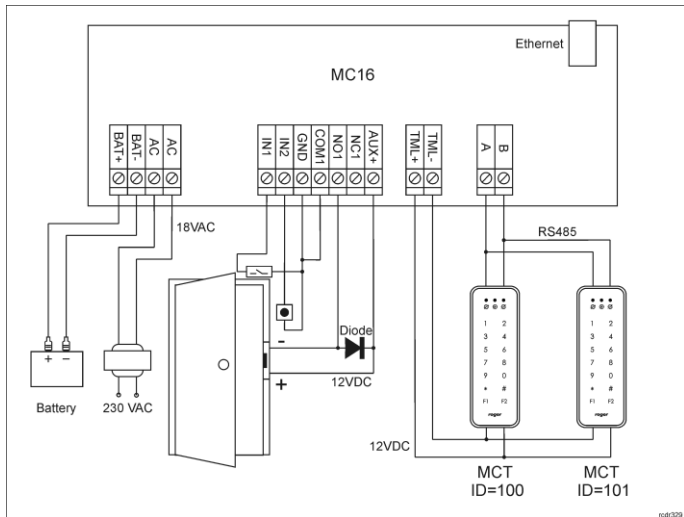 Ethernet
MC16
BAT+
BAT-
AC
AC
IN1
IN2
GND
COM1
NO1
NC1
AUX+
TML+
TML-
A
B
18VAC
RS485
Diode
-
+
12VDC
+ -
Battery
230 VAC
1 2
3 4
5 6
7 8
9 0
* #
F1 F2
roger
1 2
3 4
5 6
7 8
9 0
* #
F1 F2
roger
12VDC
MCT
ID=100
MCT
ID=101
rcdr329